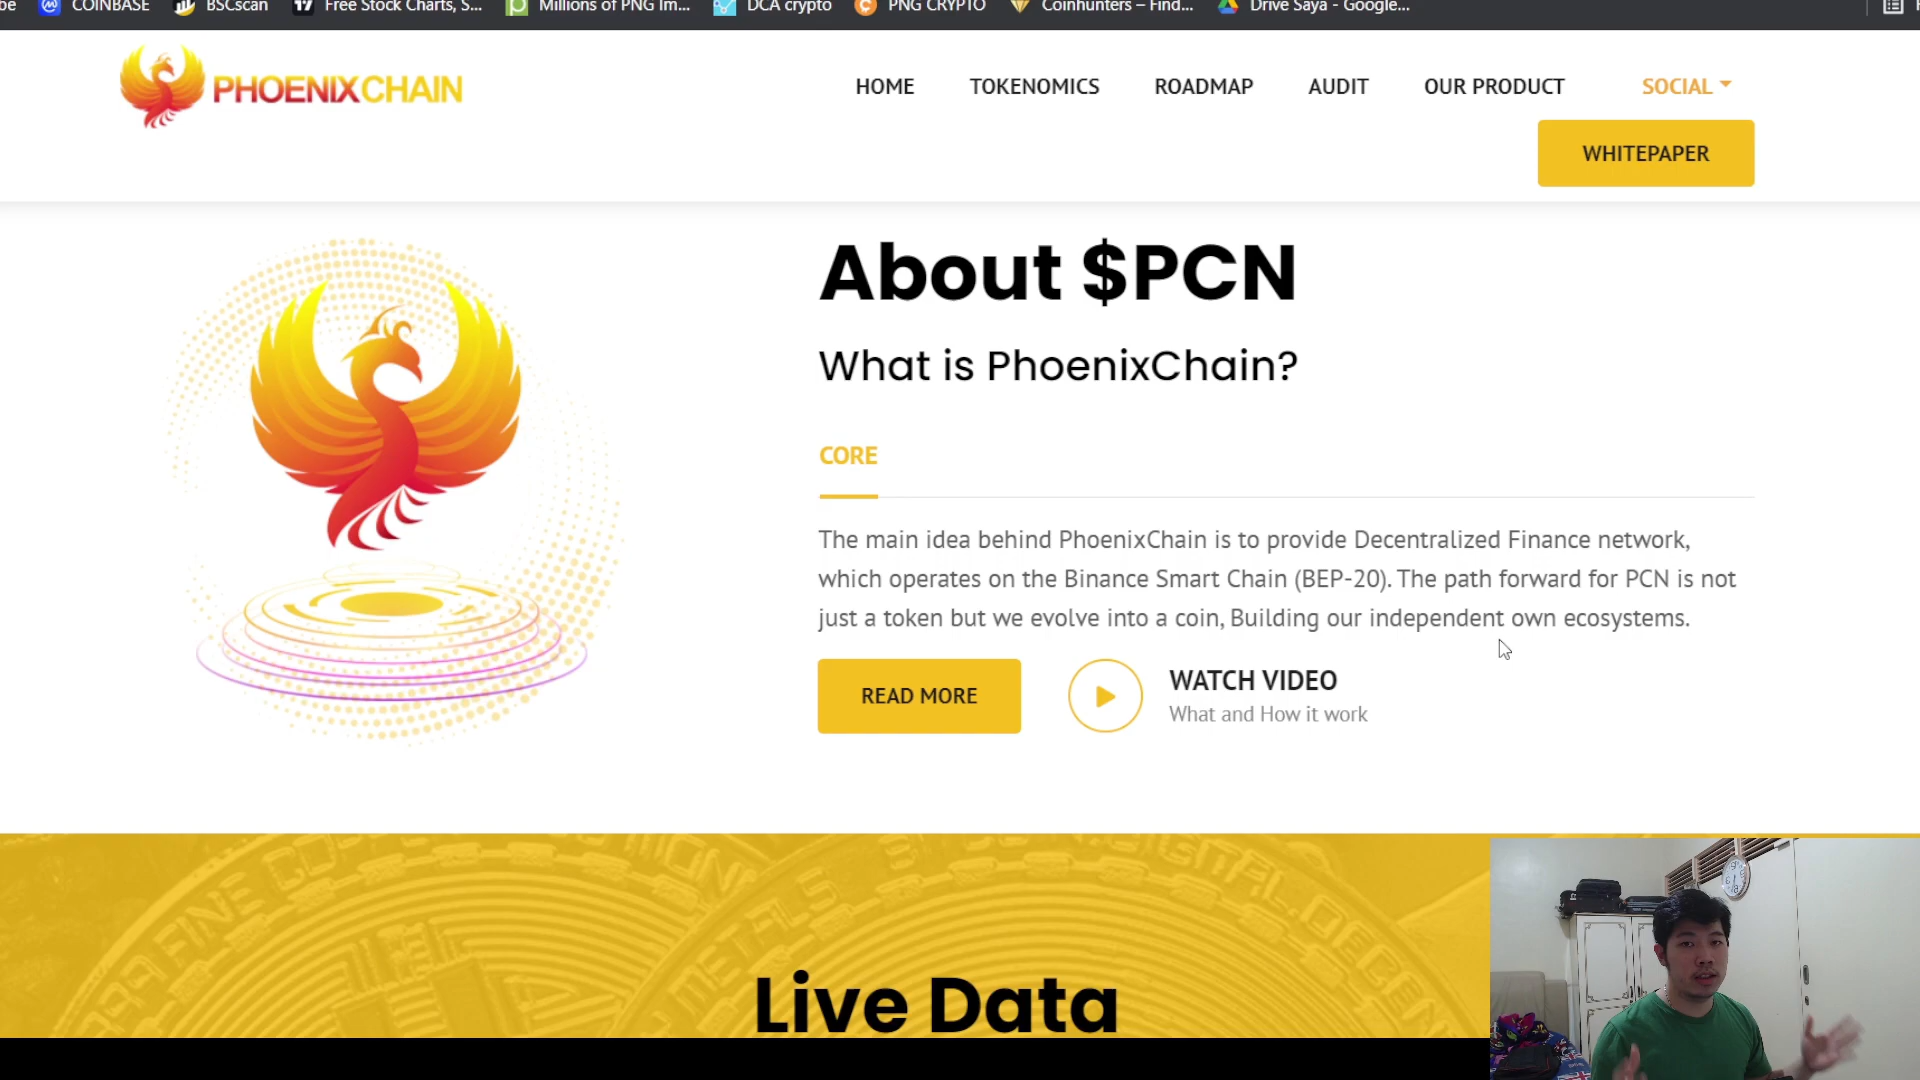 COINBASE BSCscan Free Stock Charts, S... Millions of PNG Im... DCA crypto PNG CRYPTO Coinhunters – Find... Drive Saya - Google...
PHOENIXCHAIN HOME TOKENOMICS ROADMAP AUDIT OUR PRODUCT SOCIAL
WHITEPAPER
About $PCN
What is PhoenixChain?
CORE
The main idea behind PhoenixChain is to provide Decentralized Finance network,
which operates on the Binance Smart Chain (BEP-20). The path forward for PCN is not
just a token but we evolve into a coin, Building our independent own ecosystems.
READ MORE
WATCH VIDEO
What and How it work
Live Data